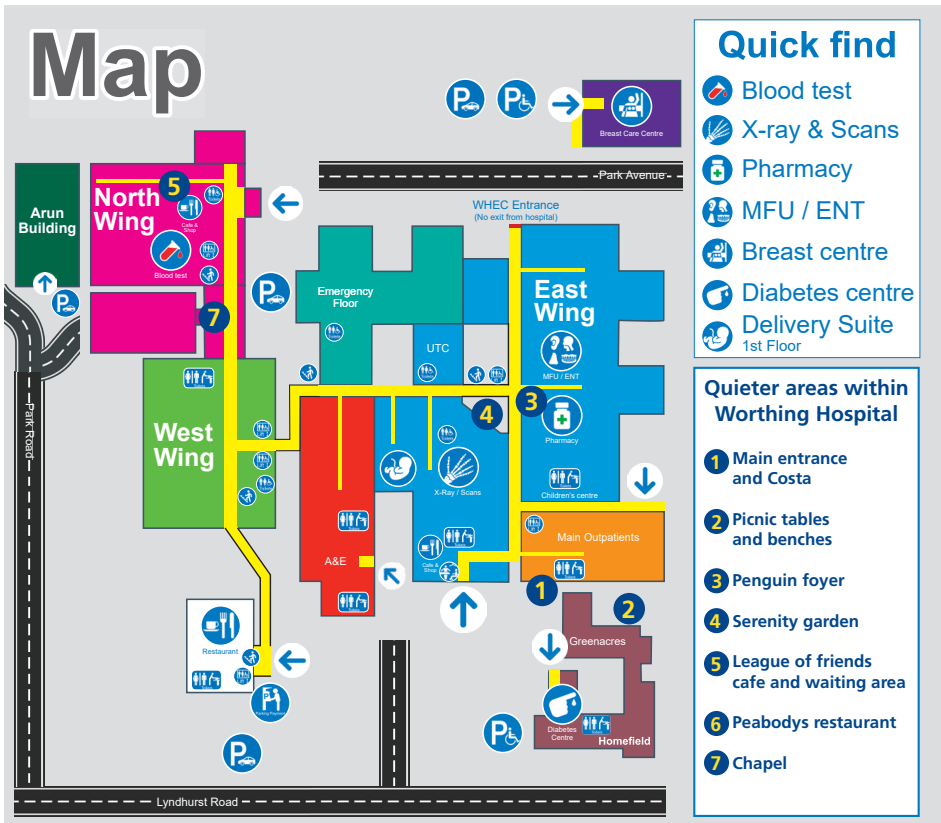 Map
Quick find
Blood test
X-ray & Scans
Pharmacy
MFU / ENT
Breast centre
Diabetes centre
Delivery Suite
1st Floor
Quieter areas within
Worthing Hospital
1 Main entrance
and Costa
2 Picnic tables
and benches
3 Penguin foyer
4 Serenity garden
5 League of friends
cafe and waiting area
6 Peabodys restaurant
7 Chapel
P
P
Breast Care Centre
Park Avenue
WHEC Entrance
(No exit from hospital)
Arun
Building
P
North
Wing
5
Cafe &
Shop
Blood test
P
7
Emergency
Floor
UTC
East
Wing
MFU / ENT
3
4
Pharmacy
Children's centre
West
Wing
Park Road
X-Ray / Scans
A&E
Cafe &
Shop
Main Outpatients
1
2
Greenacres
Restaurant
Parking Payment
P
P
Diabetes
Centre
Homefield
Lyndhurst Road